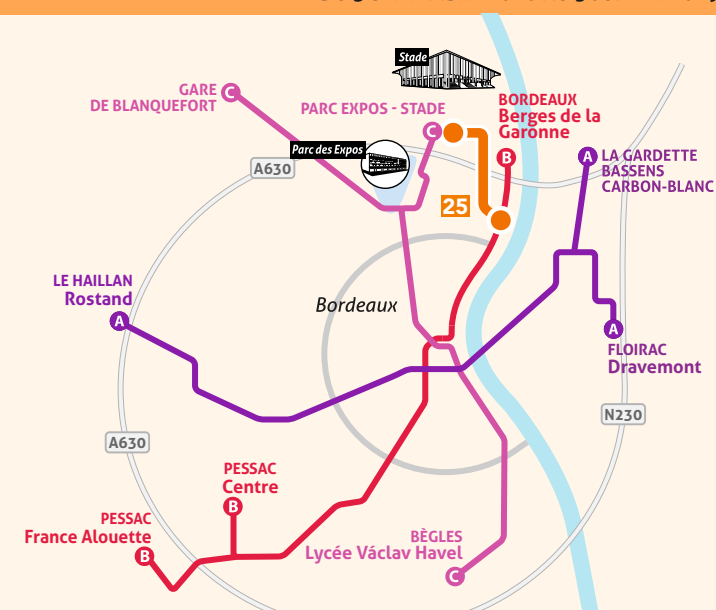 Stade
GARE
DE BLANQUEFORT
C
PARC EXPOS - STADE
C
BORDEAUX
Berges de la
Garonne
B
Parc des Expos
A
LA GARDETTE
BASSENS
CARBON-BLANC
A630
25
LE HAILLAN
Rostand
A
Bordeaux
A
FLOIRAC
Dravemont
N230
A630
PESSAC
Centre
B
PESSAC
France Alouette
B
BÈGLES
Lycée Václav Havel
C